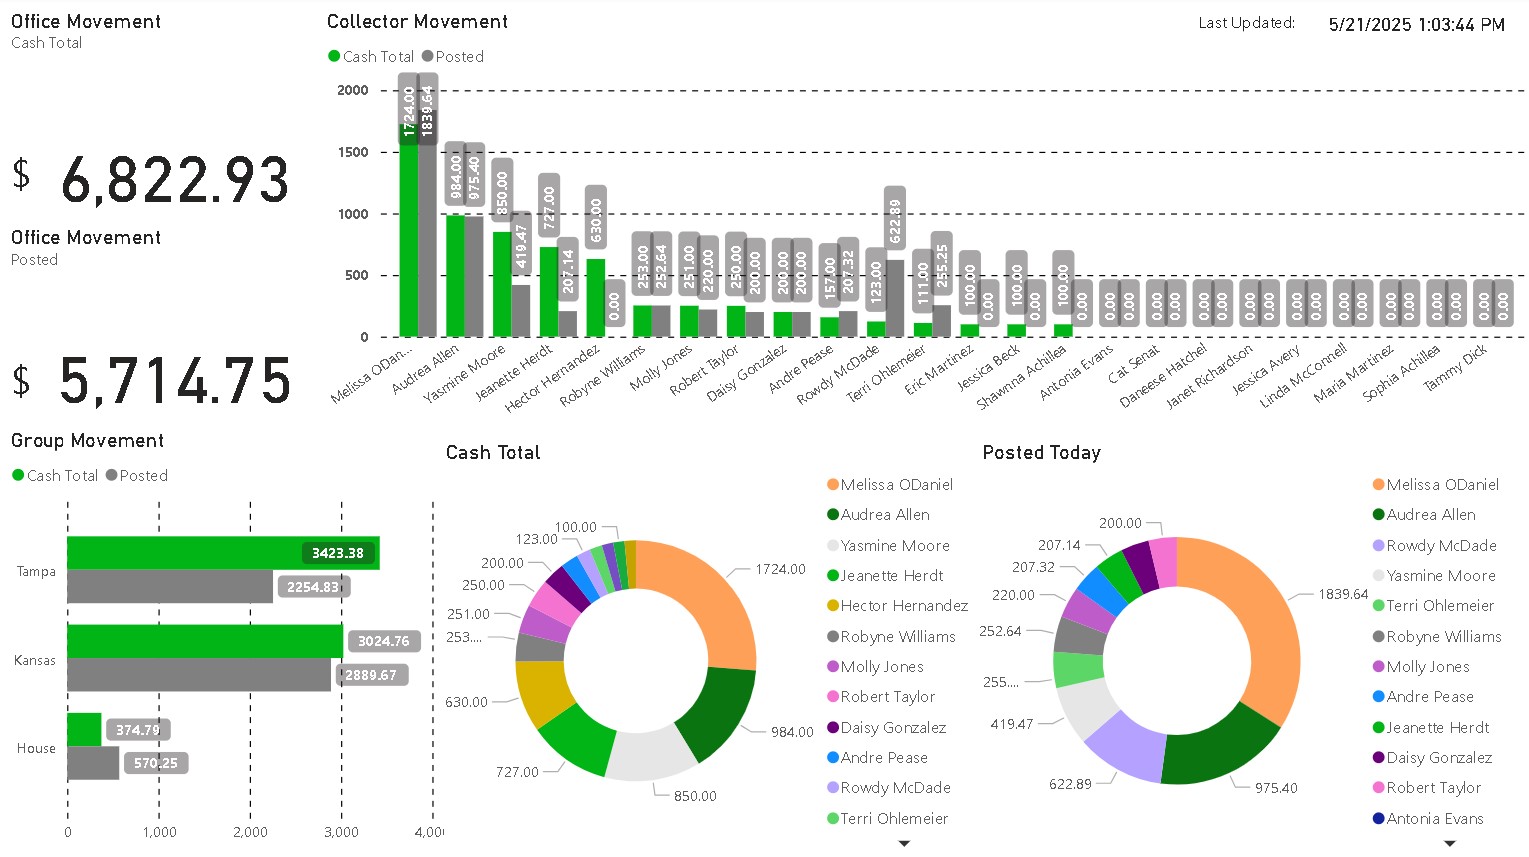 Office Movement
Cash Total
$ 6,822.93
Office Movement
Posted
$ 5,714.75
Collector Movement
Last Updated: 5/21/2025 1:03:44 PM
Cash Total Posted
2000
1500
1000
500
0
1724.00 1839.64
984.00 975.40
850.00 419.47
727.00 207.14
630.00 0.00
253.00 252.64
251.00 220.00
250.00 200.00
200.00 200.00
157.00 207.32
123.00 622.89
111.00 255.25
100.00 0.00
100.00 0.00
100.00 0.00
0.00 0.00
0.00 0.00
0.00 0.00
0.00 0.00
0.00 0.00
0.00 0.00
0.00 0.00
0.00 0.00
0.00 0.00
Melissa ODan...
Audrea Allen
Yasmine Moore
Jeanette Herdt
Hector Hernandez
Robyne Williams
Molly Jones
Robert Taylor
Daisy Gonzalez
Andre Pease
Rowdy McDade
Terri Ohlemeier
Eric Martinez
Jessica Beck
Shawnna Achillea
Antonia Evans
Cat Senat
Daneese Hatchel
Janet Richardson
Jessica Avery
Linda McConnell
Maria Martinez
Sophia Achillea
Tammy Dick
Group Movement
Cash Total Posted
Tampa
3423.38
2254.83
Kansas
3024.76
2889.67
House
374.79
570.25
0 1,000 2,000 3,000 4,00
Cash Total
1724.00
984.00
850.00
727.00
630.00
253....
251.00
250.00
200.00
123.00
100.00
Melissa ODaniel
Audrea Allen
Yasmine Moore
Jeanette Herdt
Hector Hernandez
Robyne Williams
Molly Jones
Robert Taylor
Daisy Gonzalez
Andre Pease
Rowdy McDade
Terri Ohlemeier
Posted Today
1839.64
975.40
622.89
419.47
255....
252.64
220.00
207.32
207.14
200.00
Melissa ODaniel
Audrea Allen
Rowdy McDade
Yasmine Moore
Terri Ohlemeier
Robyne Williams
Molly Jones
Andre Pease
Jeanette Herdt
Daisy Gonzalez
Robert Taylor
Antonia Evans